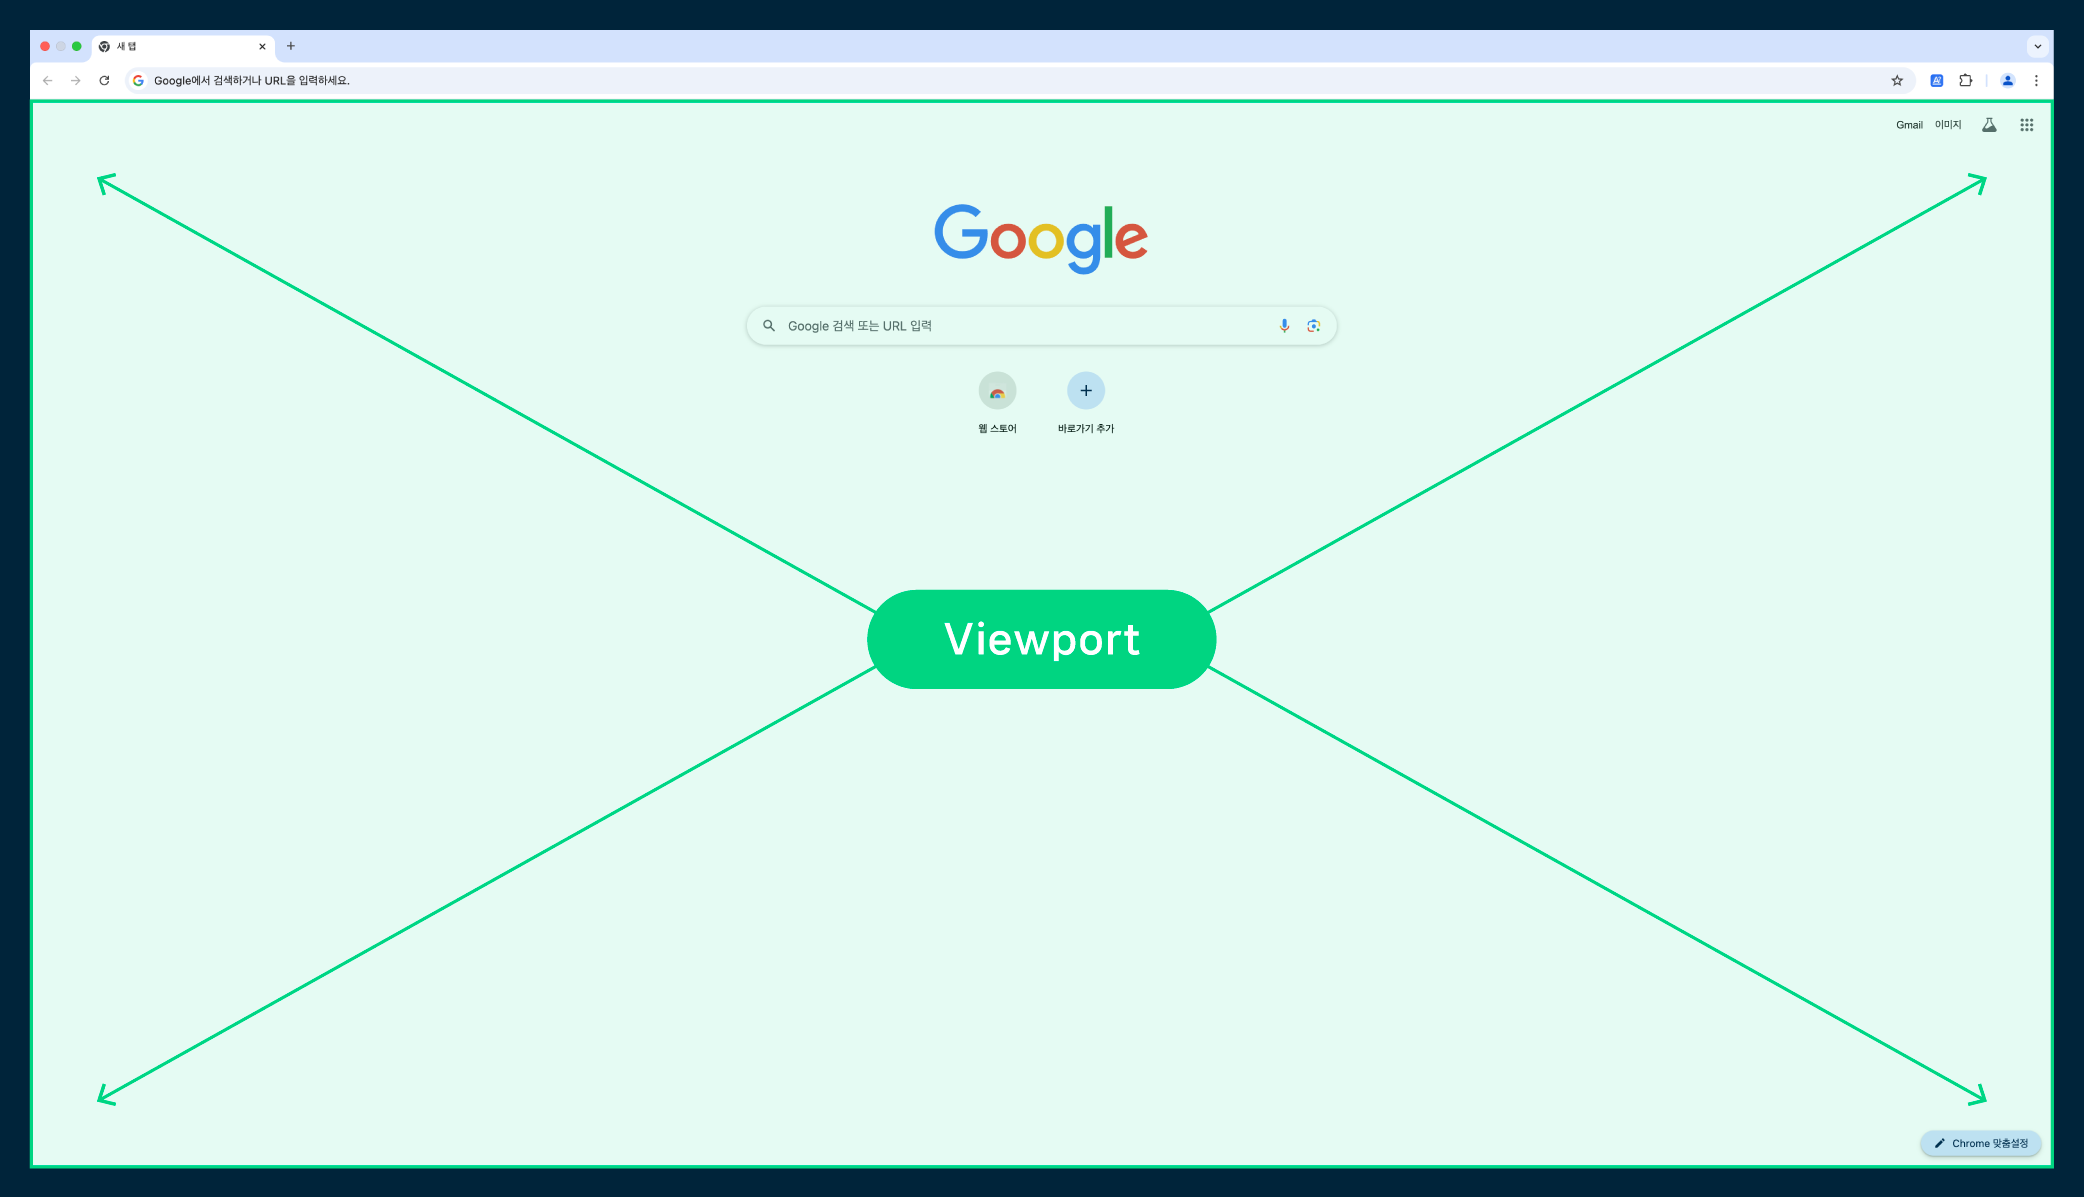 새 탭
Google에서 검색하거나 URL을 입력하세요.
Gmail 이미지
Google
Google 검색 또는 URL 입력
웹 스토어 바로가기 추가
Viewport
Chrome 맞춤설정